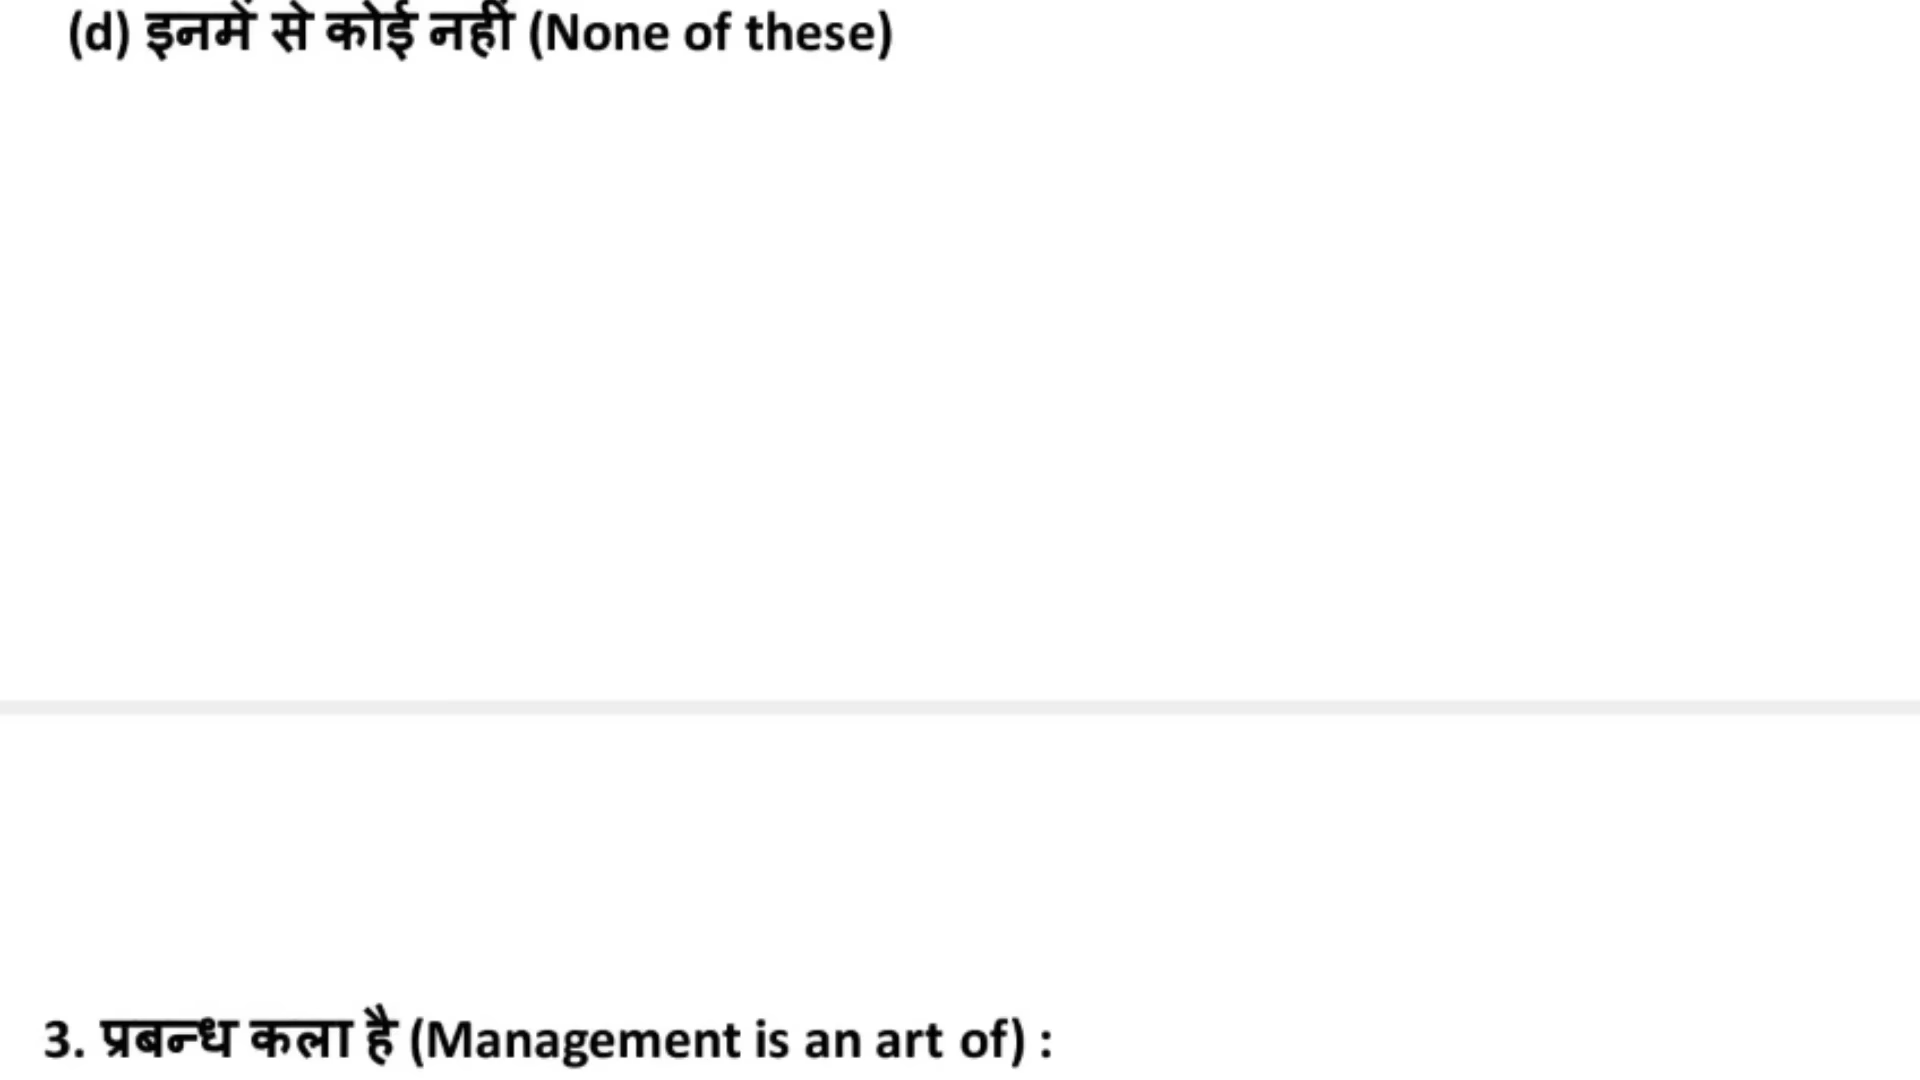 (d) इनमें से कोई नहीं (None of these)
3. प्रबन्ध कला है (Management is an art of) :